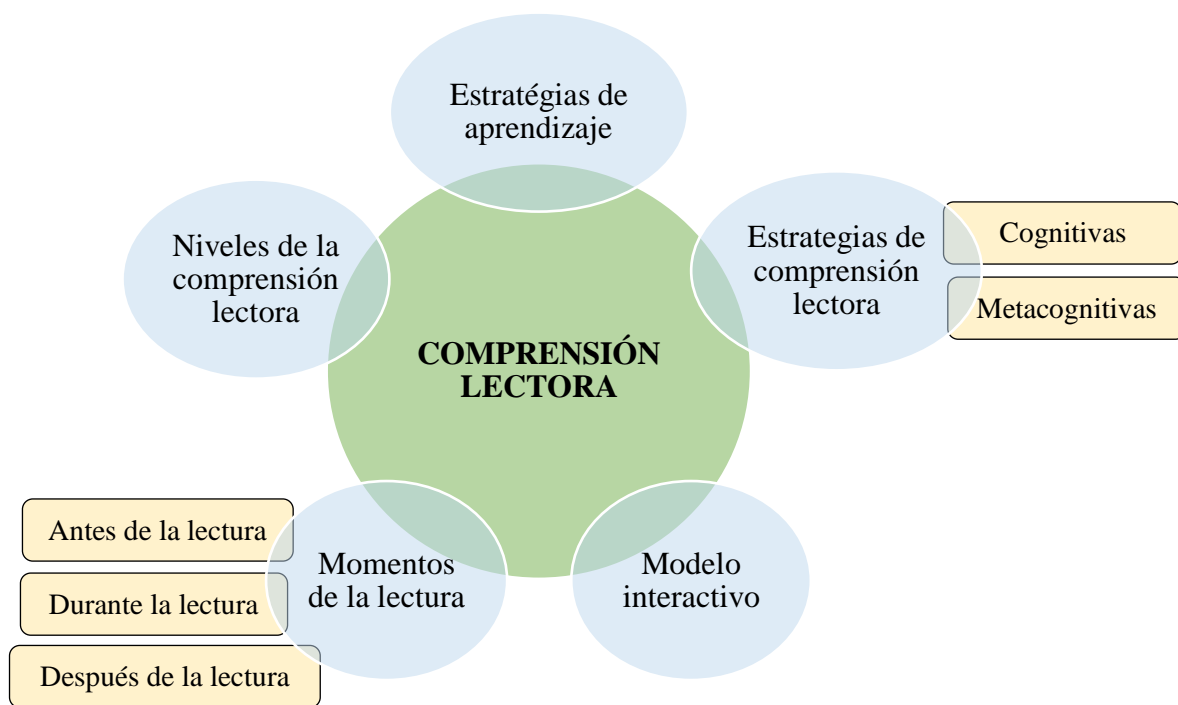 Estratégias de
aprendizaje
Niveles de la
comprensión
lectora
Estrategias de
comprensión
lectora
Cognitivas
Metacognitivas
COMPRENSIÓN
LECTORA
Antes de la lectura
Durante la lectura
Después de la lectura
Momentos
de la lectura
Modelo
interactivo